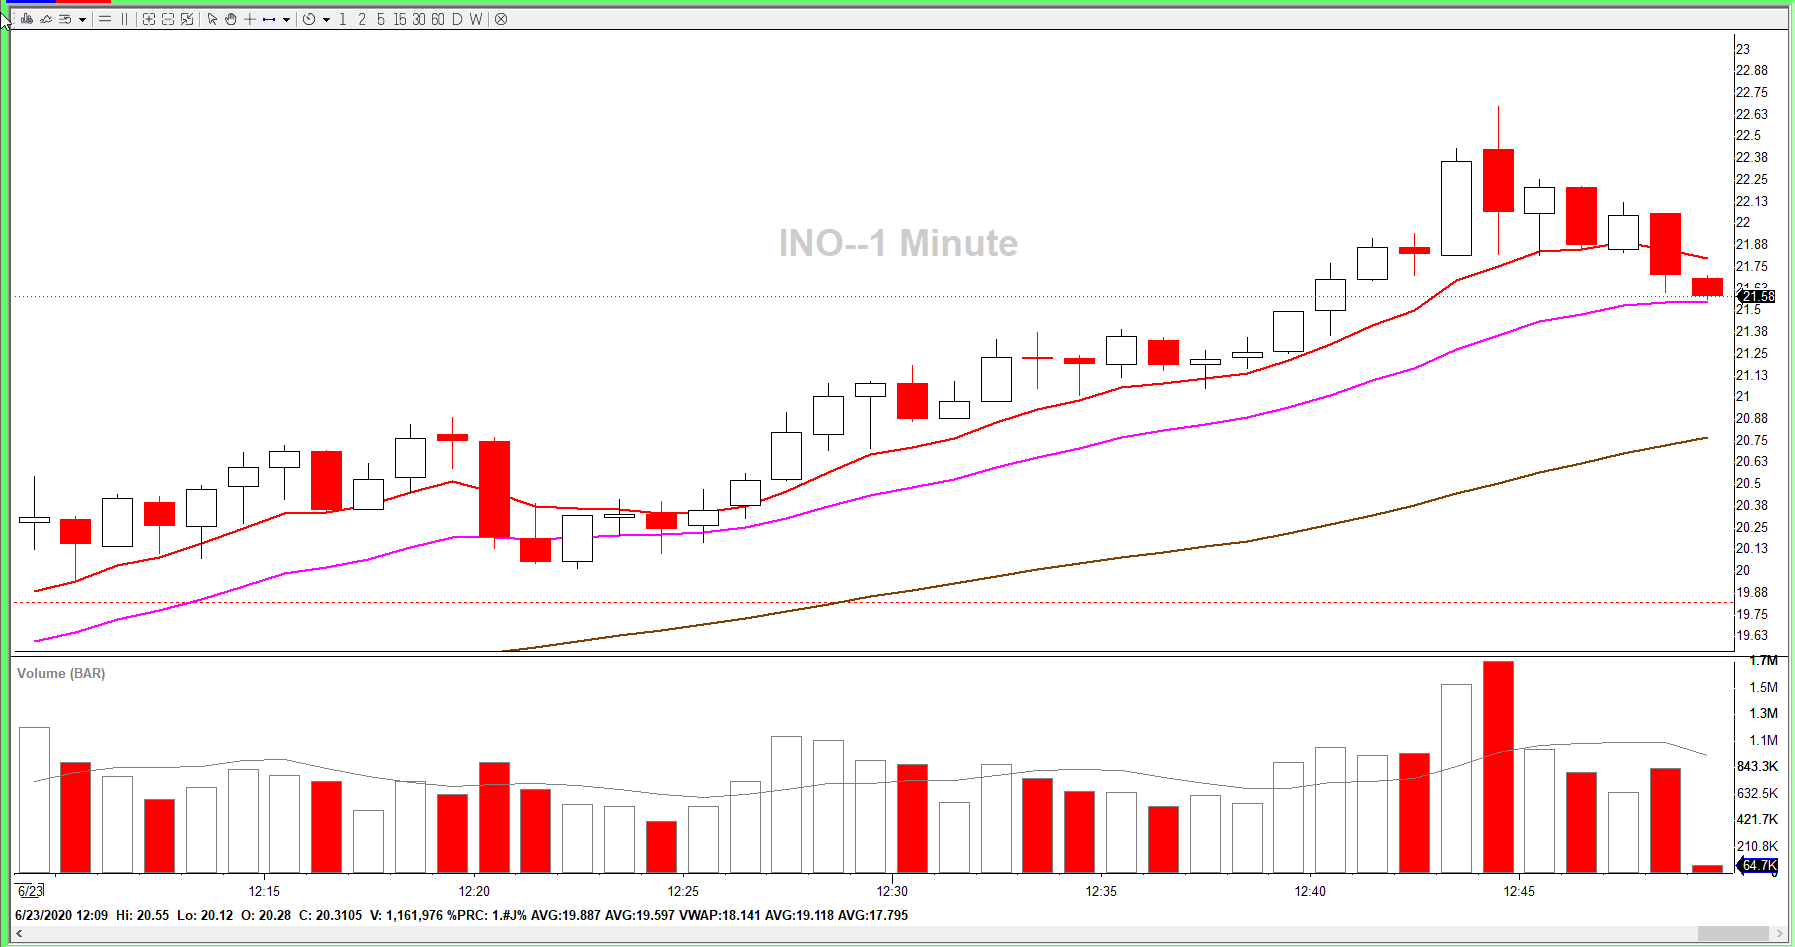 1 2 5 15 30 60 D W
INO--1 Minute
23
22.88
22.75
22.63
22.5
22.38
22.25
22.13
22
21.88
21.75
21.63
21.58
21.5
21.38
21.25
21.13
21
20.88
20.75
20.63
20.5
20.38
20.25
20.13
20
19.88
19.75
19.63
Volume (BAR)
1.7M
1.5M
1.3M
1.1M
843.3K
632.5K
421.7K
210.8K
64.7K
0
6/23 12:15 12:20 12:25 12:30 12:35 12:40 12:45
6/23/2020 12:09 Hi: 20.55 Lo: 20.12 O: 20.28 C: 20.3105 V: 1,161,976 %PRC: 1.#J% AVG:19.887 AVG:19.597 VWAP:18.141 AVG:19.118 AVG:17.795